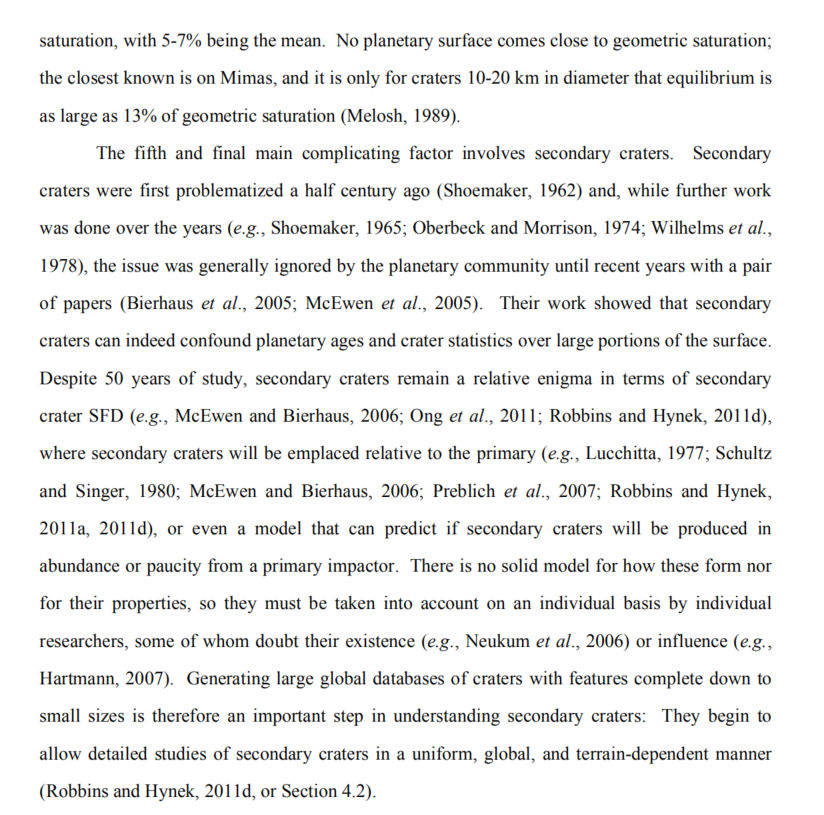 saturation, with 5-7% being the mean.  No planetary surface comes close to geometric saturation;
the closest known is on Mimas, and it is only for craters 10-20 km in diameter that equilibrium is
as large as 13% of geometric saturation (Melosh, 1989).
The fifth and final main complicating factor involves secondary craters.  Secondary
craters were first problematized a half century ago (Shoemaker, 1962) and, while further work
was done over the years (e.g., Shoemaker, 1965; Oberbeck and Morrison, 1974; Wilhelms et al.,
1978), the issue was generally ignored by the planetary community until recent years with a pair
of papers (Bierhaus et al., 2005; McEwen et al., 2005).  Their work showed that secondary
craters can indeed confound planetary ages and crater statistics over large portions of the surface.
Despite 50 years of study, secondary craters remain a relative enigma in terms of secondary
crater SFD (e.g., McEwen and Bierhaus, 2006; Ong et al., 2011; Robbins and Hynek, 2011d),
where secondary craters will be emplaced relative to the primary (e.g., Lucchitta, 1977; Schultz
and Singer, 1980; McEwen and Bierhaus, 2006; Preblich et al., 2007; Robbins and Hynek,
2011a, 2011d), or even a model that can predict if secondary craters will be produced in
abundance or paucity from a primary impactor.  There is no solid model for how these form nor
for their properties, so they must be taken into account on an individual basis by individual
researchers, some of whom doubt their existence (e.g., Neukum et al., 2006) or influence (e.g.,
Hartmann, 2007).  Generating large global databases of craters with features complete down to
small sizes is therefore an important step in understanding secondary craters:  They begin to
allow detailed studies of secondary craters in a uniform, global, and terrain-dependent manner
(Robbins and Hynek, 2011d, or Section 4.2).